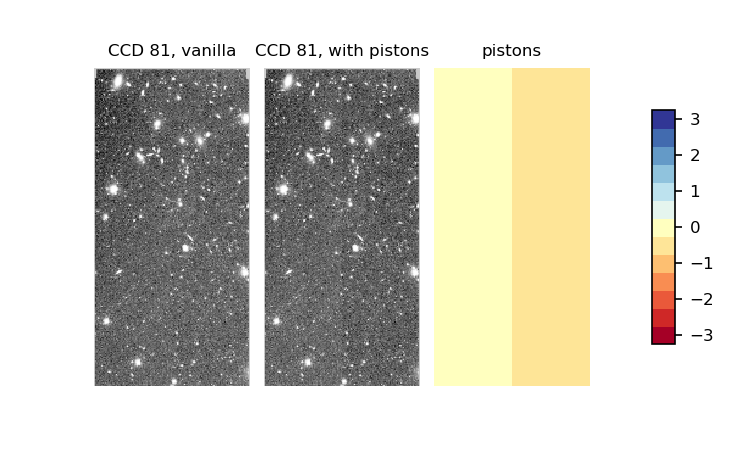 CCD 81, vanilla
CCD 81, with pistons
pistons
3
2
1
0
−1
−2
−3